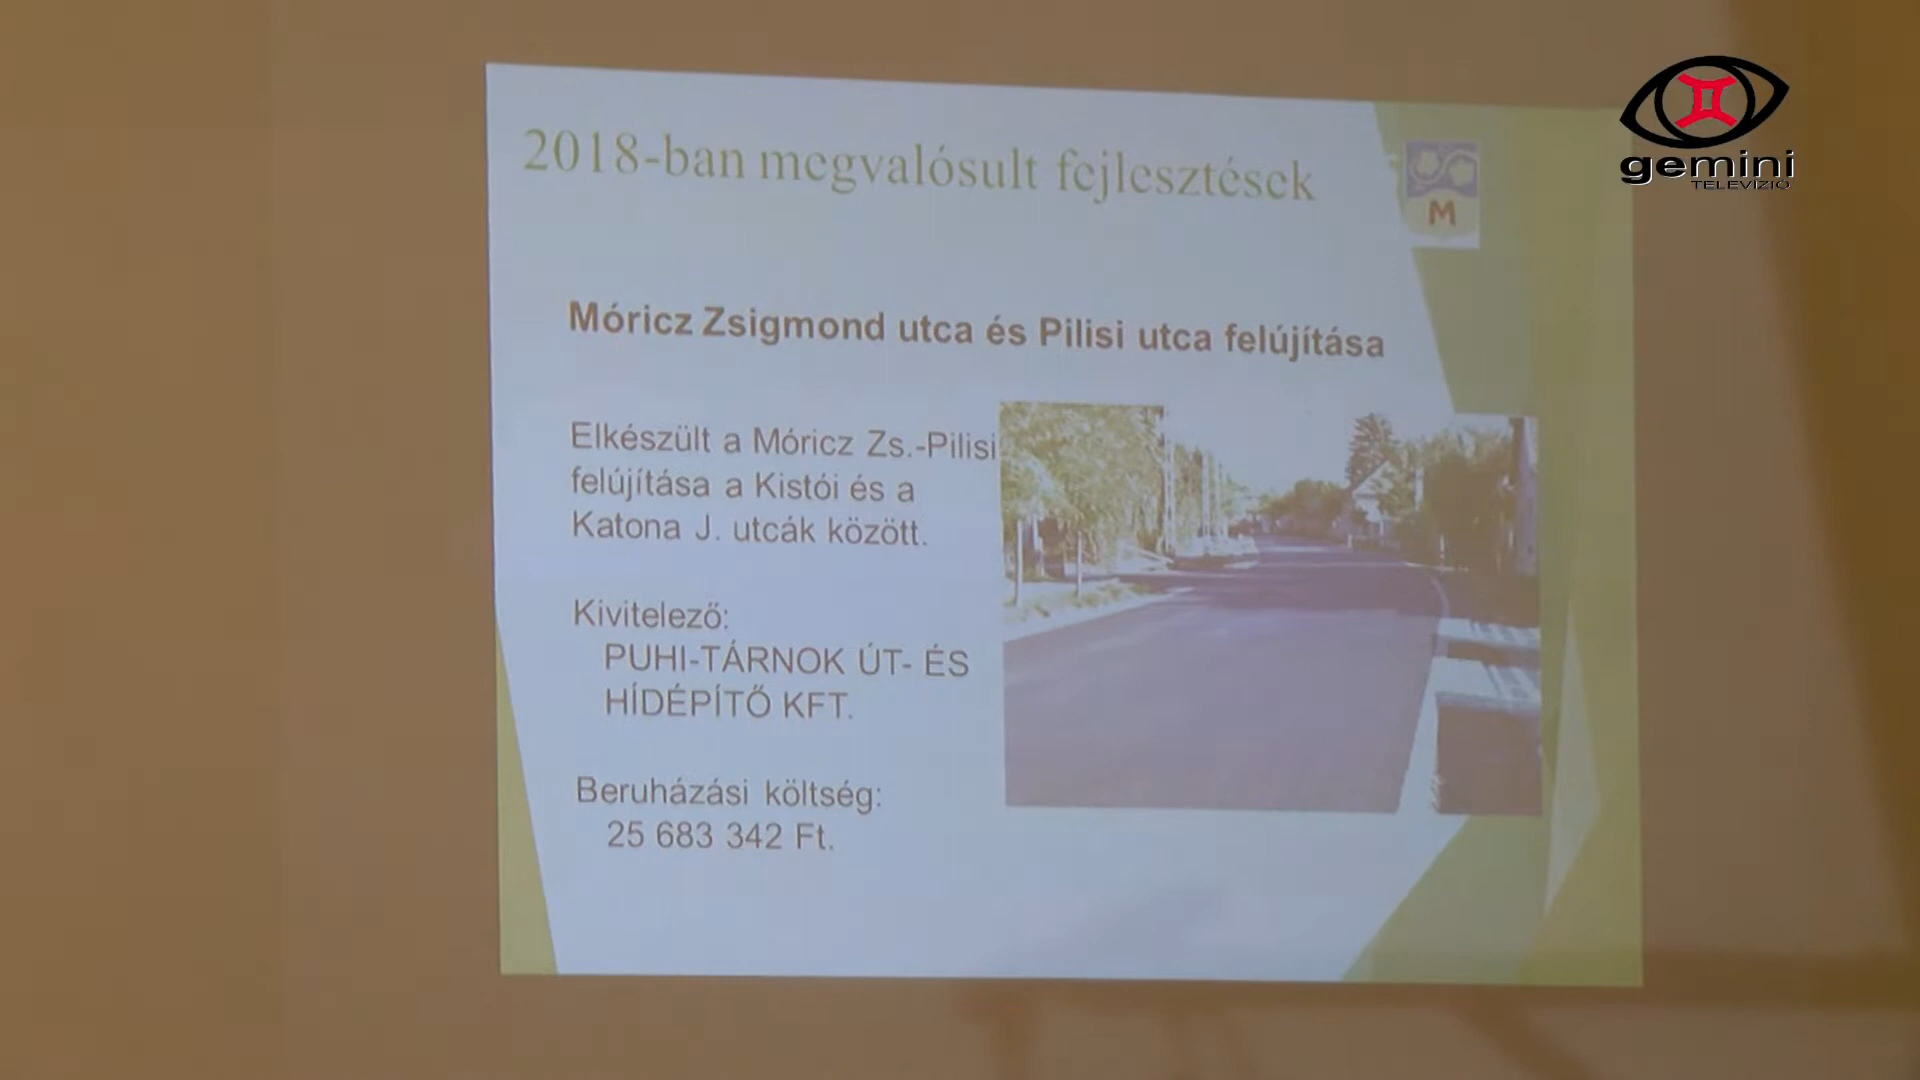 2018-ban megvalósult fejlesztések
M
gemini
TELEVÍZIÓ
Móricz Zsigmond utca és Pilisi utca felújítása
Elkészült a Móricz Zs.-Pilisi
felújítása a Kistói és a
Katona J. utcák között.
Kivitelező:
PUHI-TÁRNOK ÚT- ÉS
HÍDÉPÍTŐ KFT.
Beruházási költség:
25 683 342 Ft.